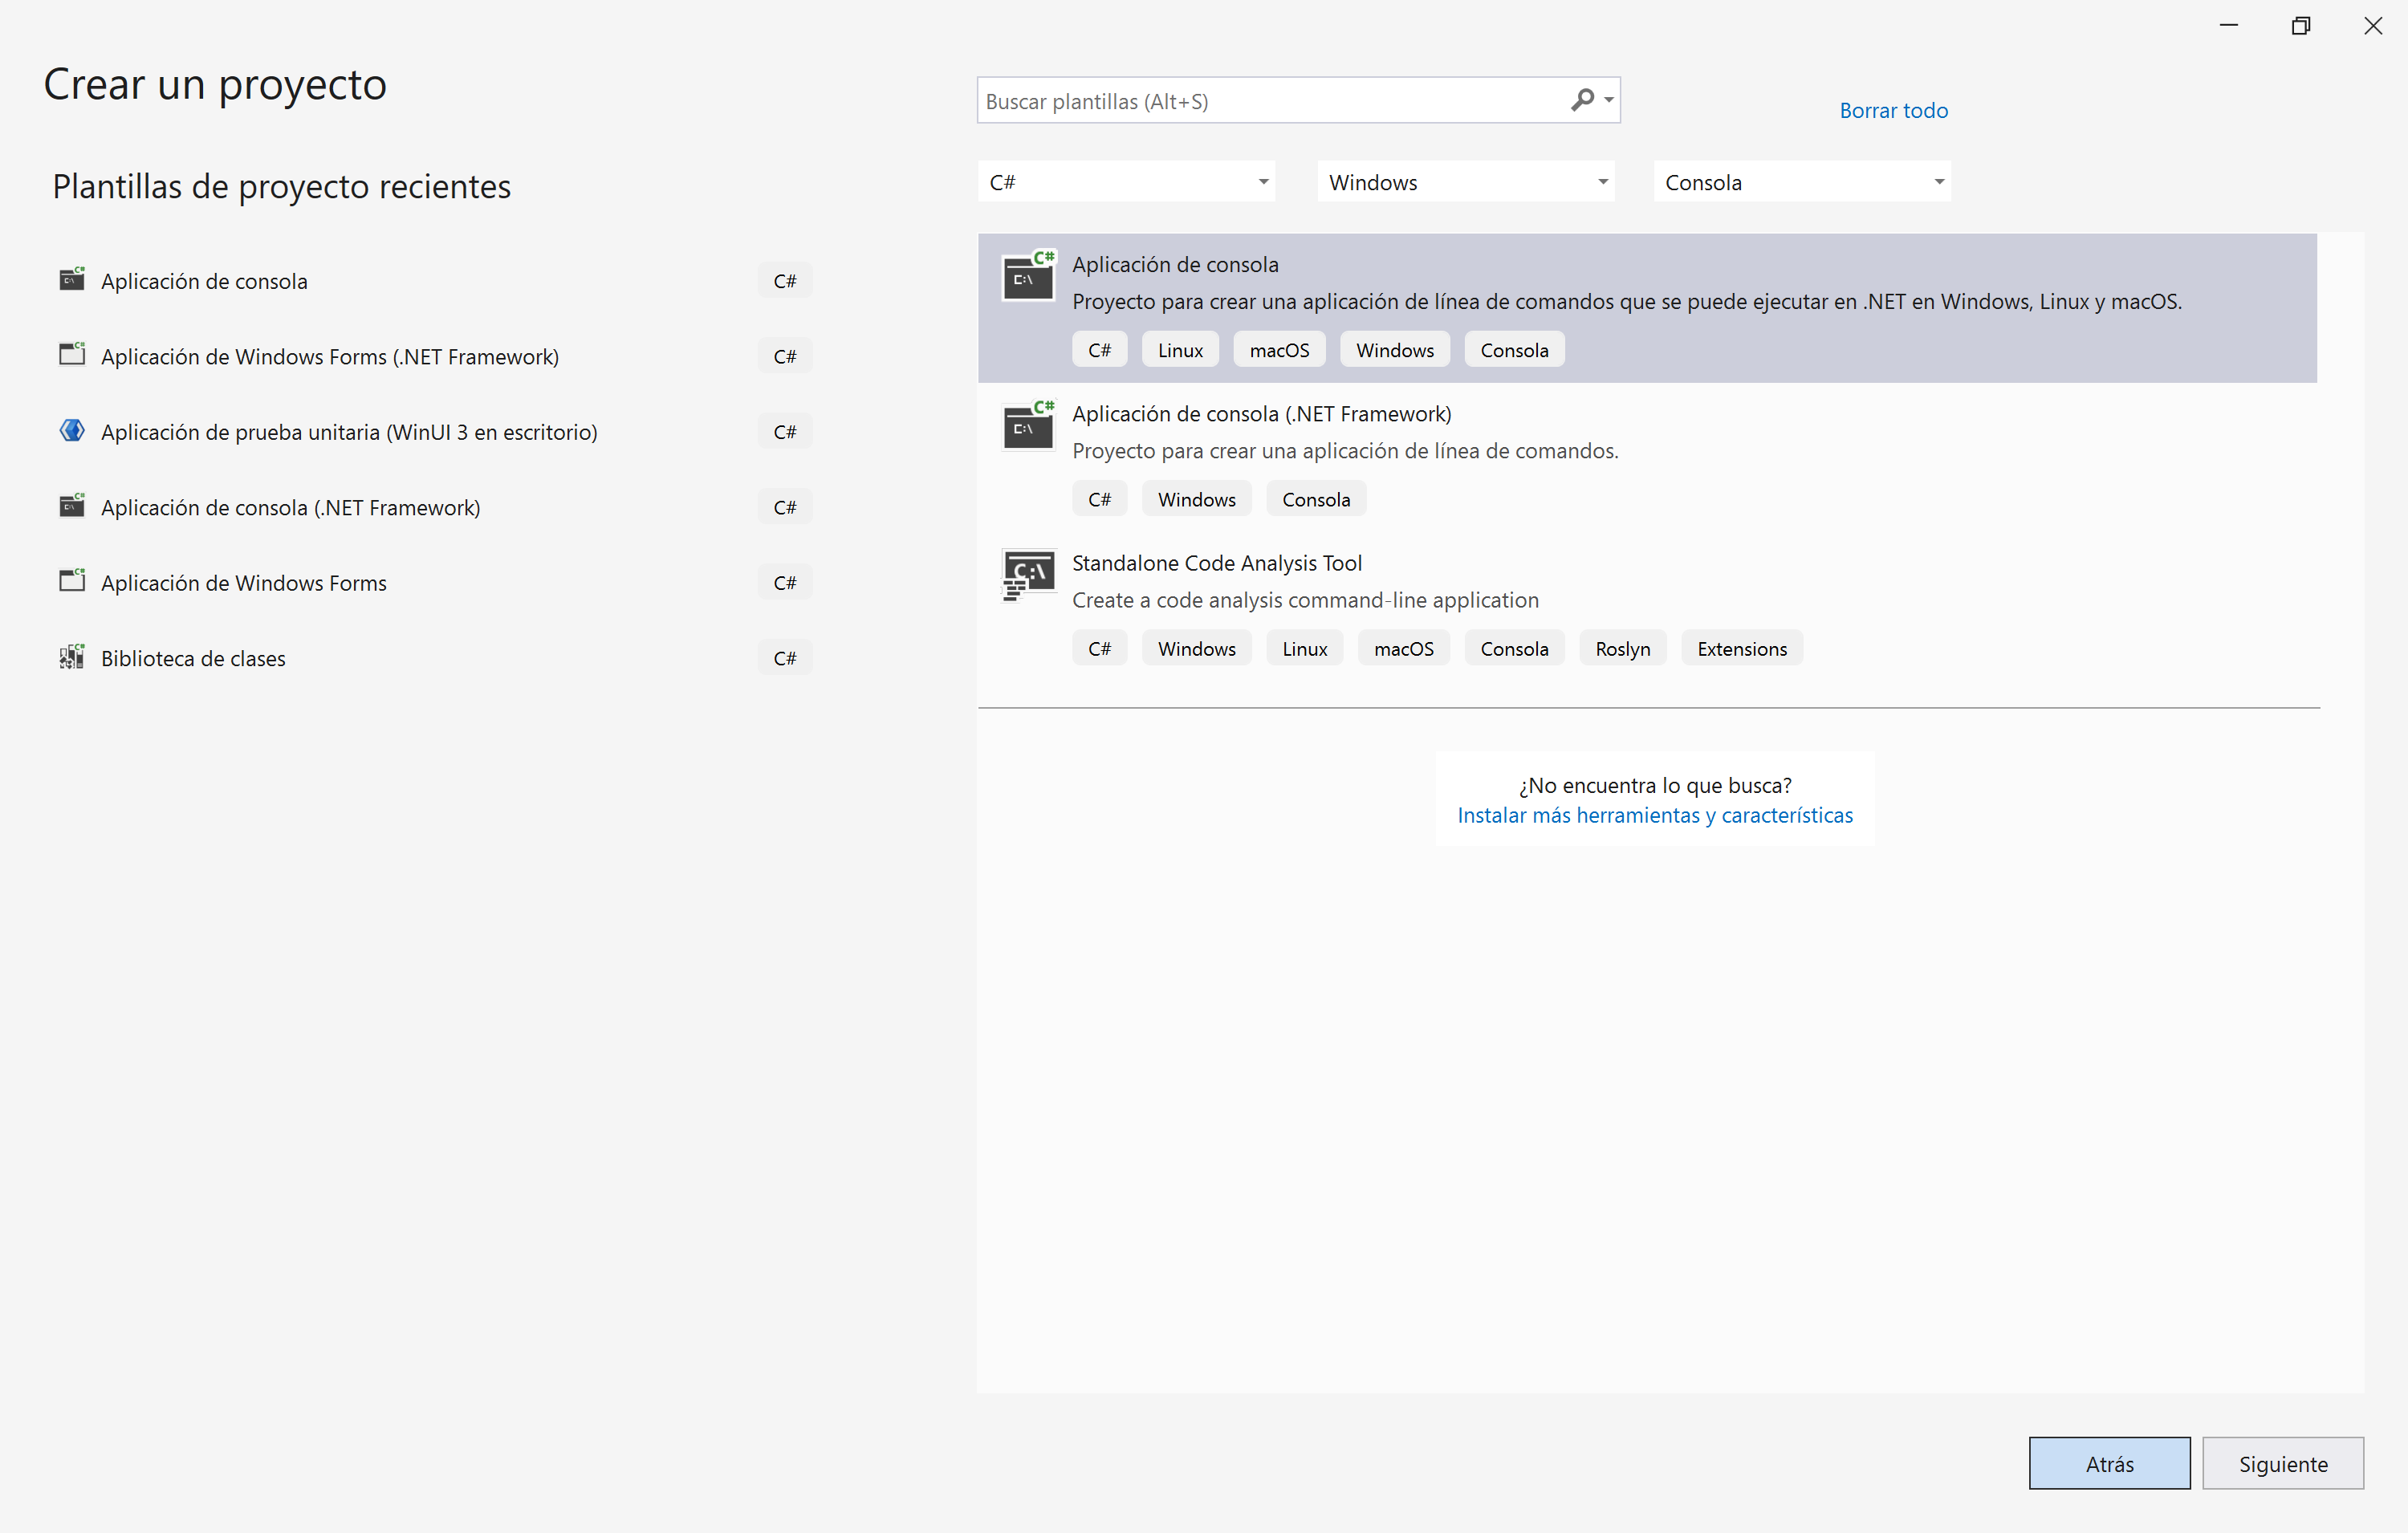 Crear un proyecto
Buscar plantillas (Alt+S)
Borrar todo
Plantillas de proyecto recientes
C#
Windows
Consola
Aplicación de consola
C#
Aplicación de Windows Forms (.NET Framework)
C#
Aplicación de prueba unitaria (WinUI 3 en escritorio)
C#
Aplicación de consola (.NET Framework)
C#
Aplicación de Windows Forms
C#
Biblioteca de clases
C#
C#
C:\
Aplicación de consola
Proyecto para crear una aplicación de línea de comandos que se puede ejecutar en .NET en Windows, Linux y macOS.
C# Linux macOS Windows Consola
C#
C:\
Aplicación de consola (.NET Framework)
Proyecto para crear una aplicación de línea de comandos.
C# Windows Consola
C:\
Standalone Code Analysis Tool
Create a code analysis command-line application
C# Windows Linux macOS Consola Roslyn Extensions
¿No encuentra lo que busca?
Instalar más herramientas y características
Atrás
Siguiente